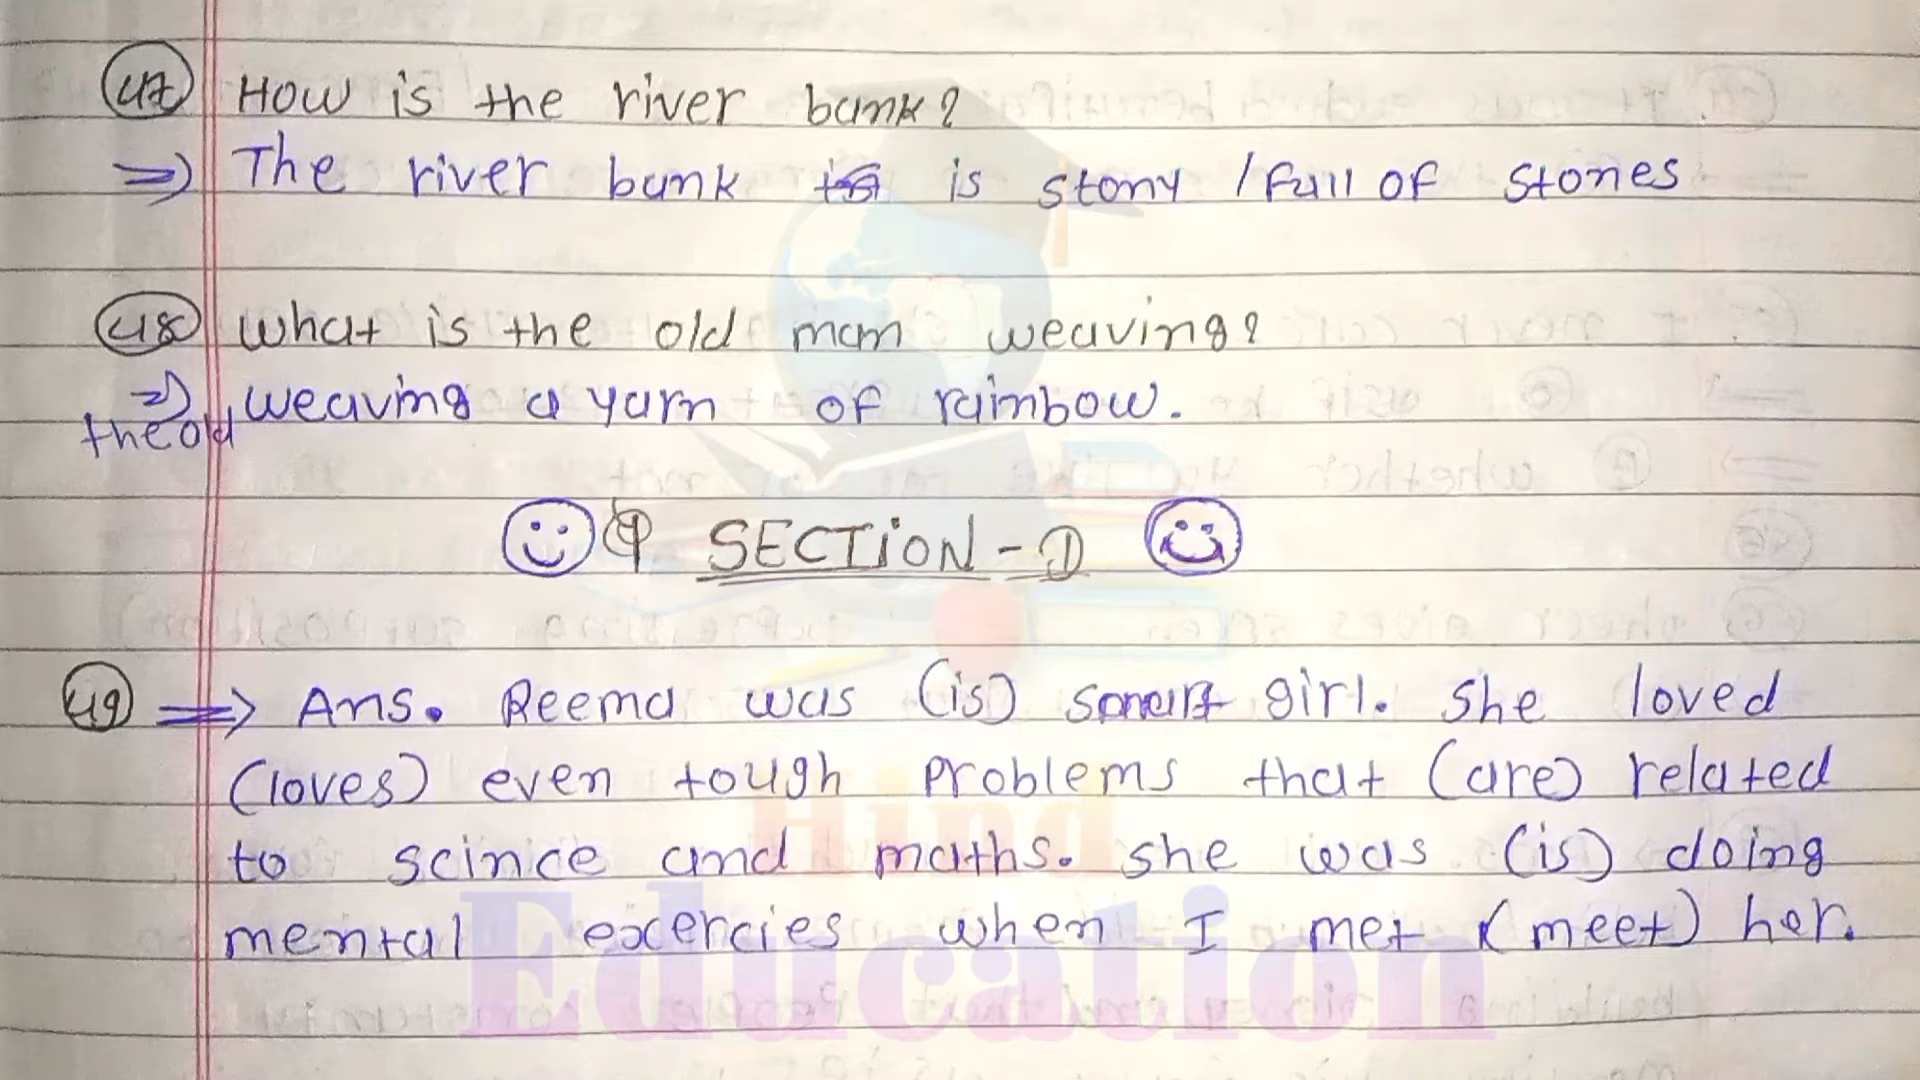 47 How is the river bank?
⇒ The river bank is stony / full of stones
48 what is the old man weaving?
⇒ weaving a yarn of rainbow.
the old
SECTION - D
49 ⇒ Ans. Reema was (is) smart girl. she loved
(loves) even tough problems that (are) related
to scince and maths. she was (is) doing
mental excercies when I met (meet) her.
Hind
Education